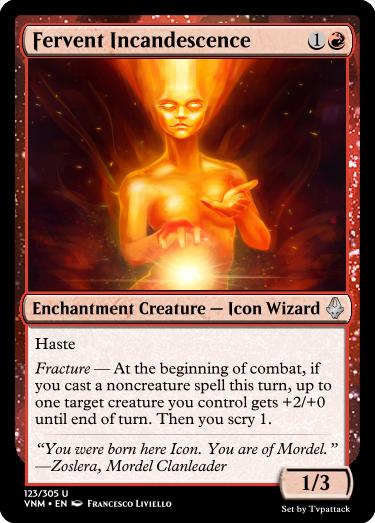 Fervent Incandescence 1
Enchantment Creature — Icon Wizard
Haste
Fracture — At the beginning of combat, if
you cast a noncreature spell this turn, up to
one target creature you control gets +2/+0
until end of turn. Then you scry 1.
“You were born here Icon. You are of Mordel.”
—Zoslera, Mordel Clanleader
1/3
123/305 U
VNM • EN Francesco Liviello
Set by Tvpattack